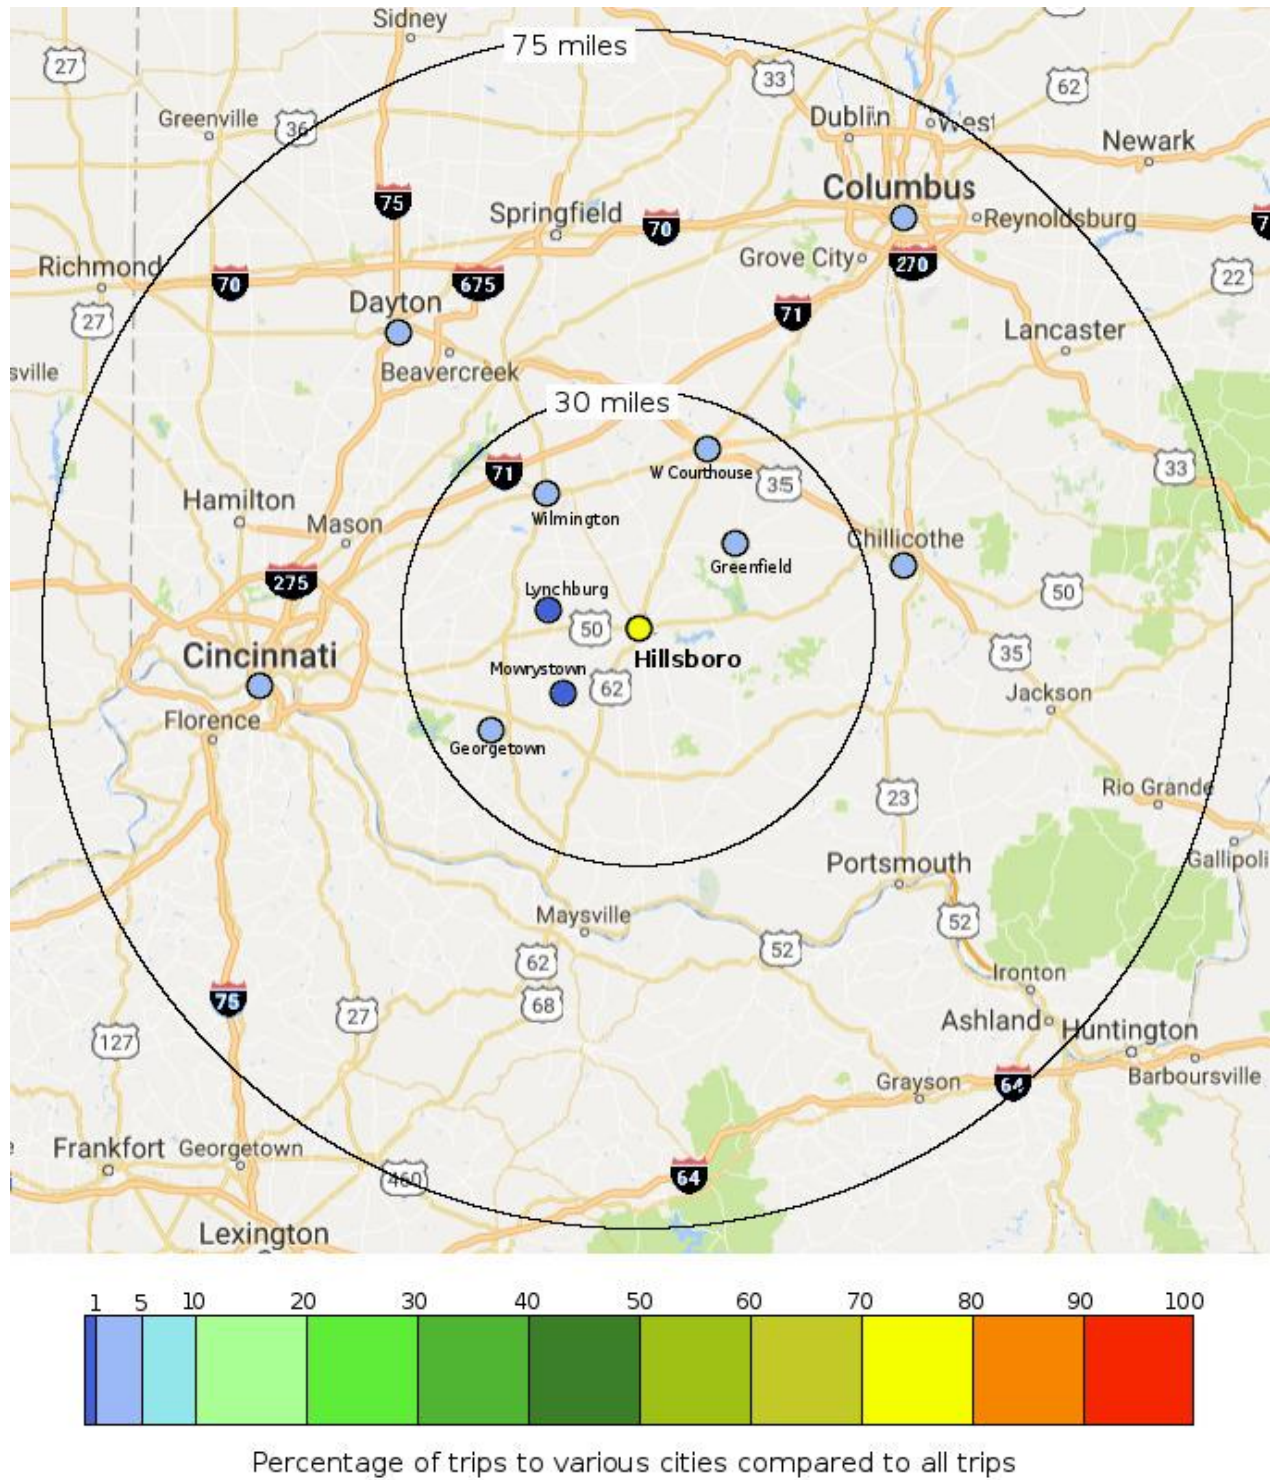 Sidney
75 miles
27
33
62
Greenville
36
Dublin
West
Newark
75
Columbus
Springfield
70
Reynoldsburg
7
Richmond
70
675
Grove City
270
22
27
Dayton
71
Lancaster
sville
Beavercreek
30 miles
71
W Courthouse
35
33
Hamilton
Mason
Wilmington
Chillicothe
Greenfield
275
Lynchburg
50
50
Cincinnati
Hillsboro
35
Mowrystown
62
Jackson
Florence
Georgetown
23
Rio Grande
Portsmouth
Gallipoli
Maysville
52
52
62
Ironton
75
68
27
Ashland
Huntington
127
Grayson
64
Barboursville
Frankfort
Georgetown
460
64
Lexington
1 5 10 20 30 40 50 60 70 80 90 100
Percentage of trips to various cities compared to all trips